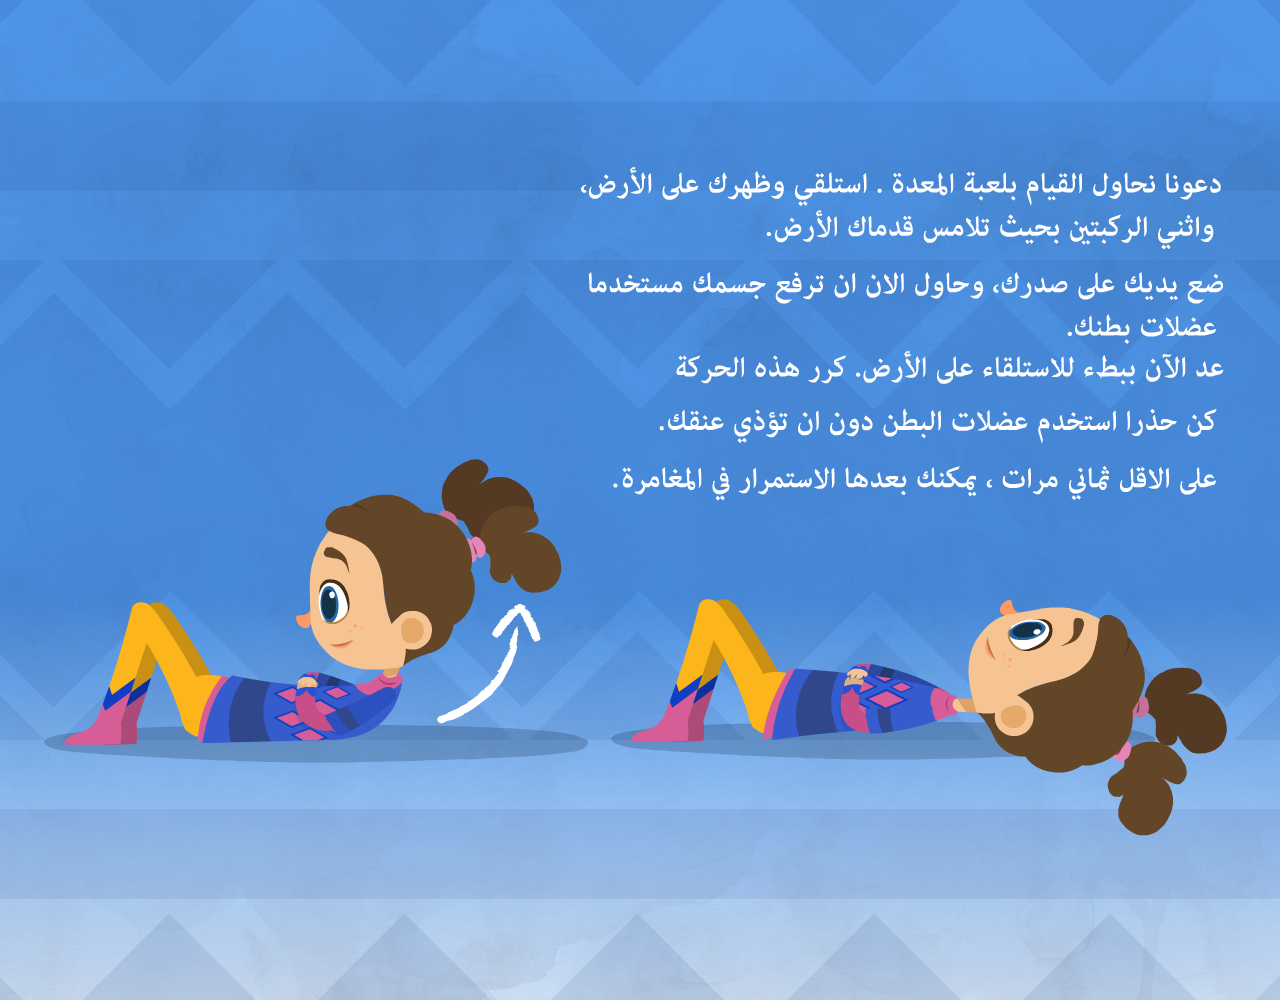 دعونا نحاول القيام بلعبة المعدة . استلقي وظهرك على الأرض،
واثني الركبتين بحيث تلامس قدماك الأرض.
ضع يديك على صدرك، وحاول الان ان ترفع جسمك مستخدما
عضلات بطنك.
عد الآن ببطء للاستلقاء على الأرض. كرر هذه الحركة
كن حذرا استخدم عضلات البطن دون ان تؤذي عنقك.
على الاقل ثماني مرات ، يمكنك بعدها الاستمرار في المغامرة.